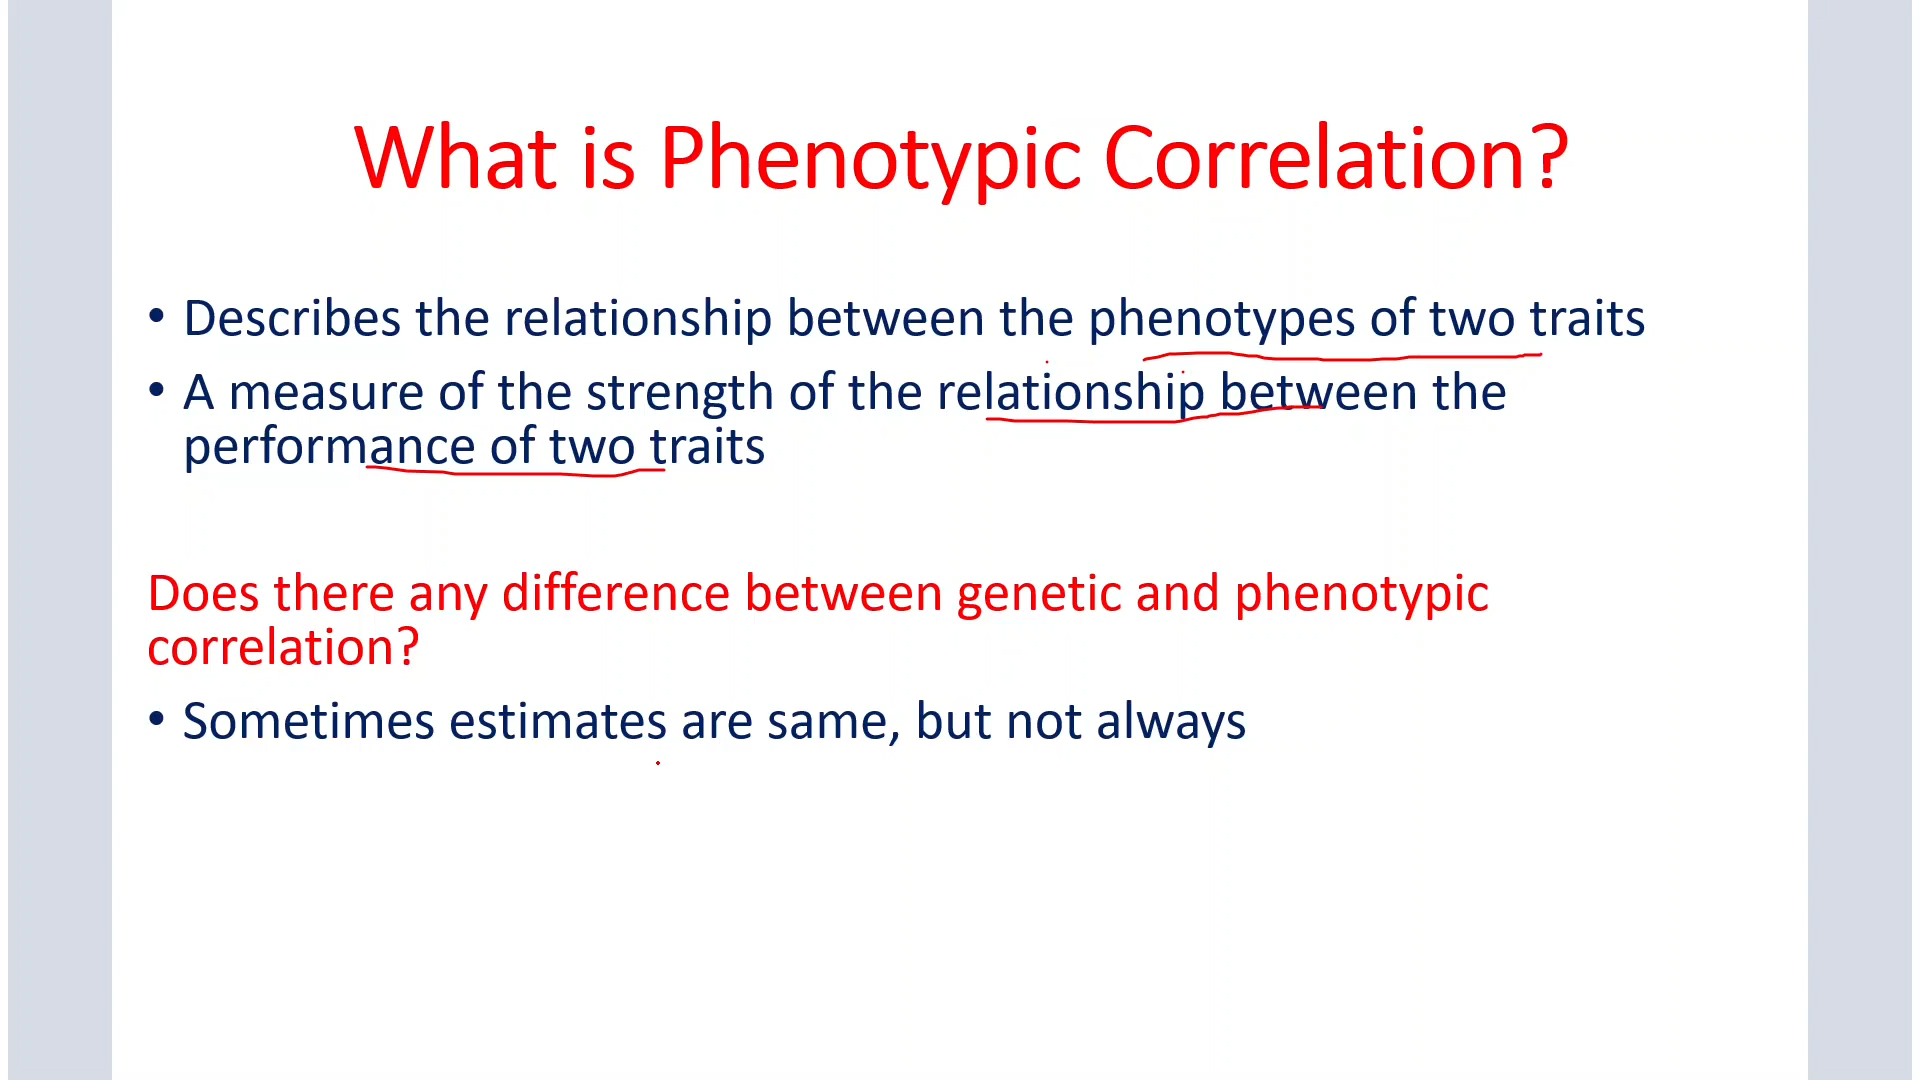 What is Phenotypic Correlation?
• Describes the relationship between the phenotypes of two traits
• A measure of the strength of the relationship between the
performance of two traits
Does there any difference between genetic and phenotypic
correlation?
• Sometimes estimates are same, but not always